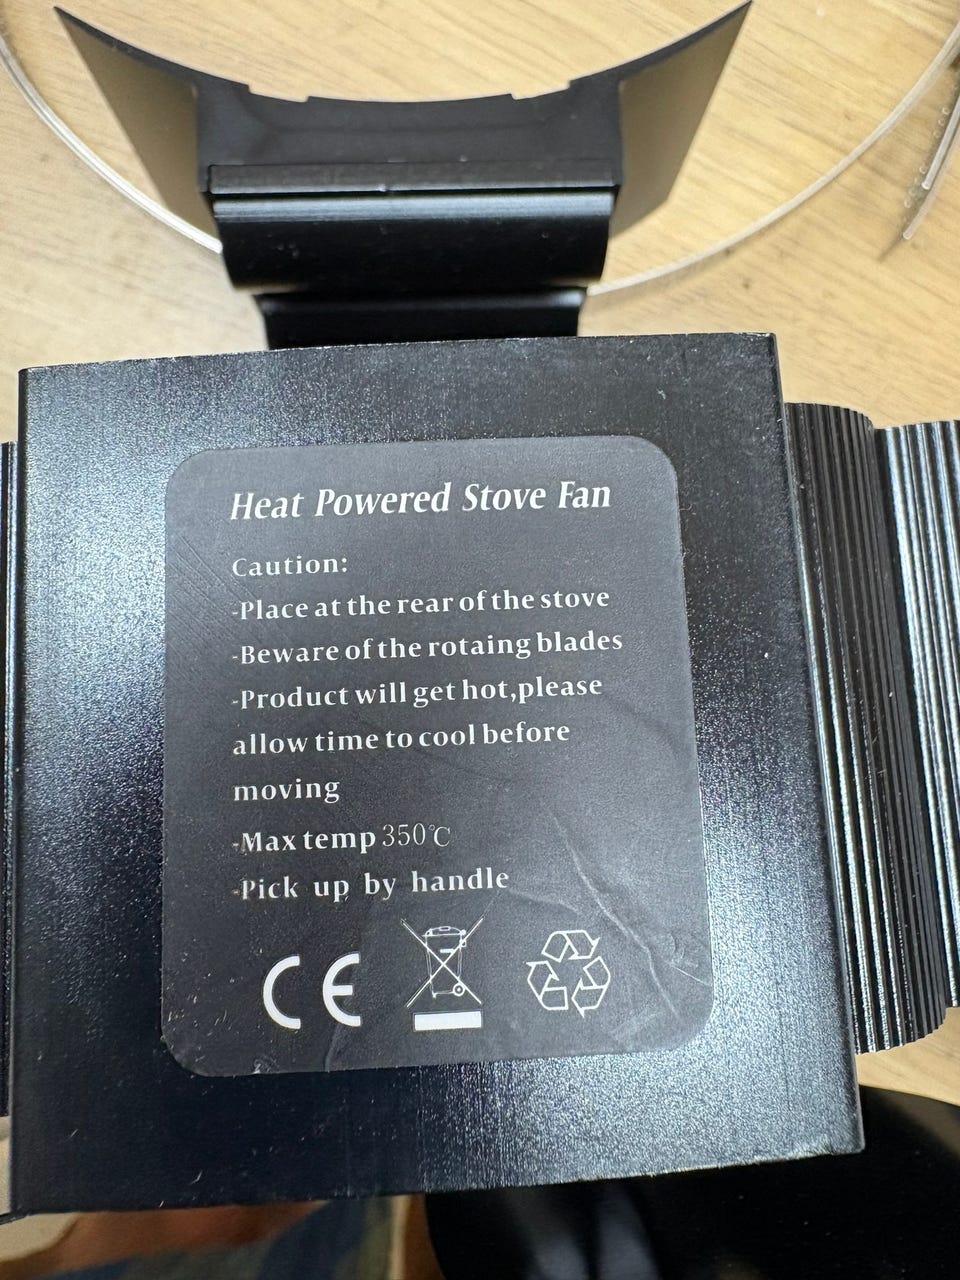 Heat Powered Stove Fan
Caution:
-Place at the rear of the stove
-Beware of the rotaing blades
-Product will get hot,please
allow time to cool before
moving
-Max temp 350℃
-Pick up by handle
CE